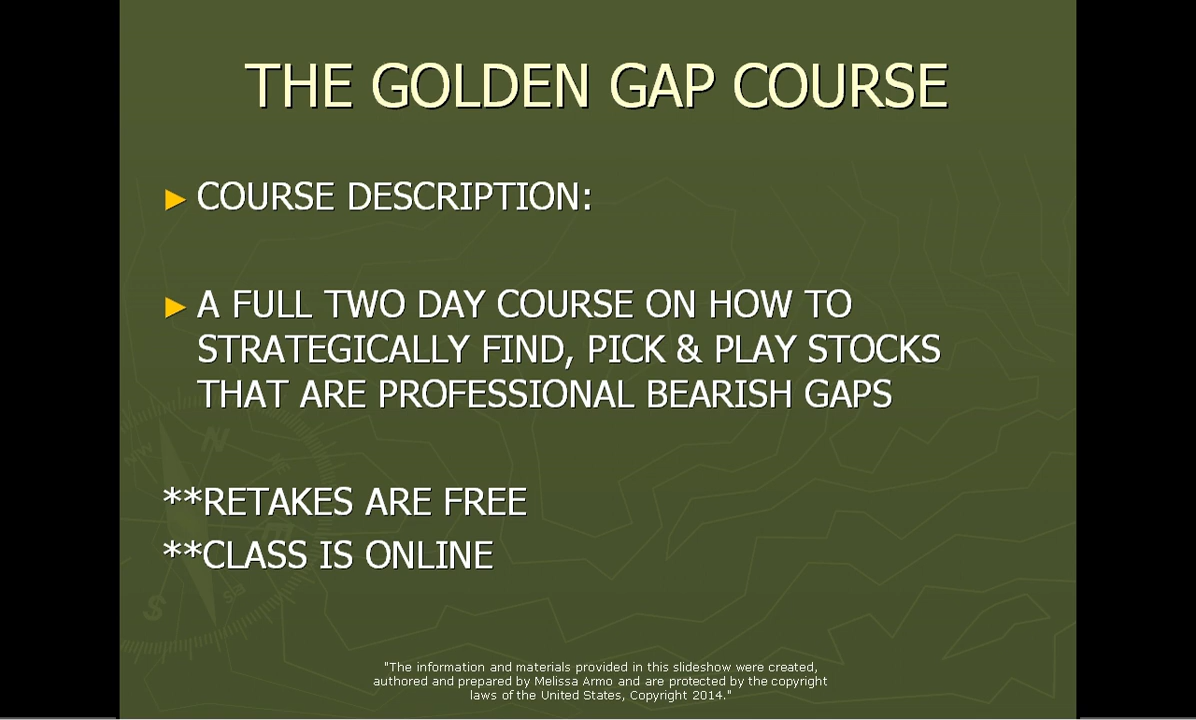 THE GOLDEN GAP COURSE
► COURSE DESCRIPTION:
► A FULL TWO DAY COURSE ON HOW TO
STRATEGICALLY FIND, PICK & PLAY STOCKS
THAT ARE PROFESSIONAL BEARISH GAPS
**RETAKES ARE FREE
**CLASS IS ONLINE
N
NW
NE
E
SE
S
"The information and materials provided in this slideshow were created,
authored and prepared by Melissa Armo and are protected by the copyright
laws of the United States, Copyright 2014."